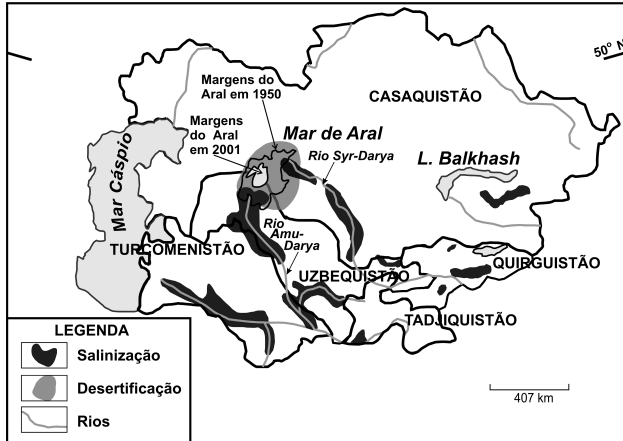 50° N
Margens do
Aral em 1950
CASAQUISTÃO
Margens
do Aral
em 2001
Mar de Aral
Rio Syr-Darya
L. Balkhash
Mar Cáspio
Rio
Amu-
Darya
TURCOMENISTÃO
UZBEQUISTÃO
QUIRGUISTÃO
TADJIQUISTÃO
LEGENDA
Salinização
Desertificação
Rios
407 km